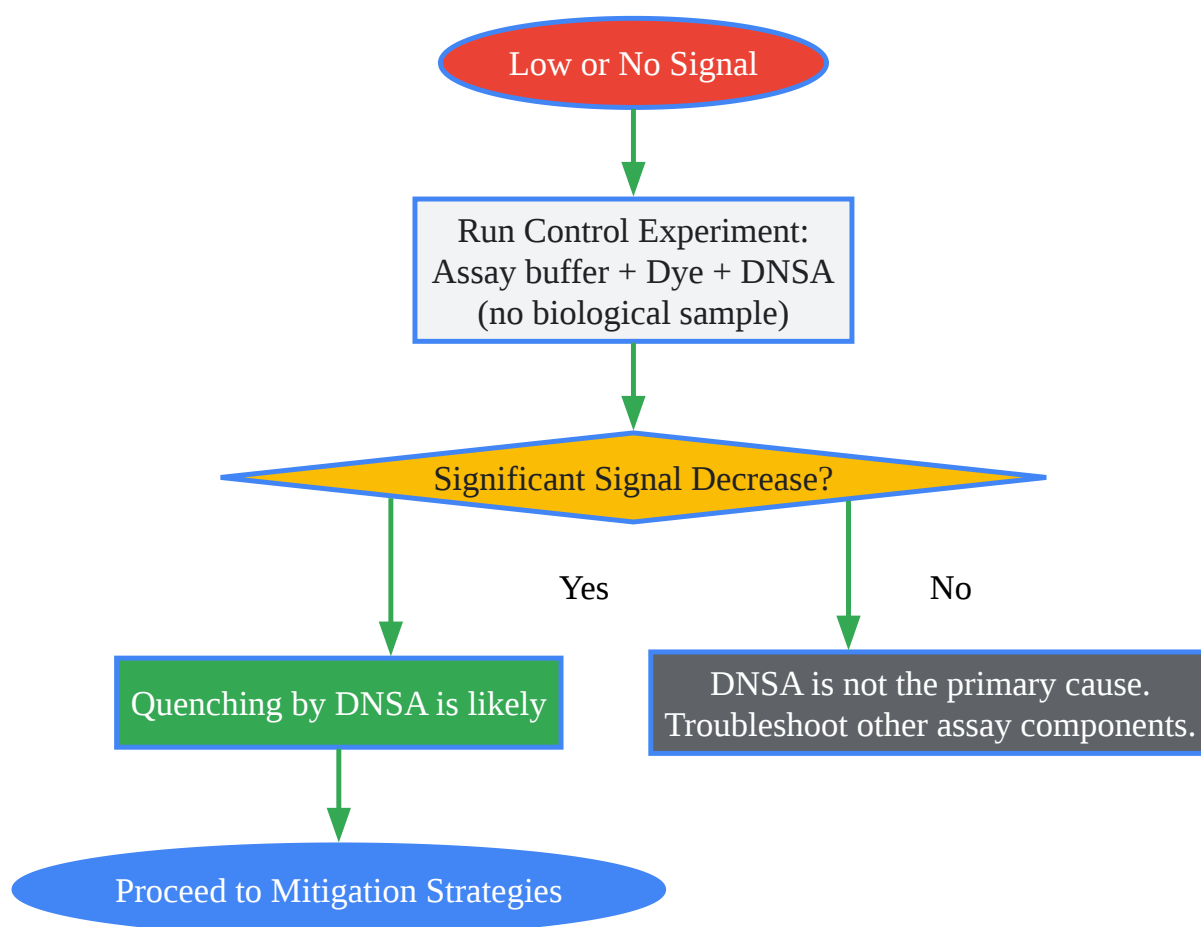 Low or No Signal
Run Control Experiment:
Assay buffer + Dye + DNSA
(no biological sample)
Significant Signal Decrease?
Yes
No
Quenching by DNSA is likely
DNSA is not the primary cause.
Troubleshoot other assay components.
Proceed to Mitigation Strategies